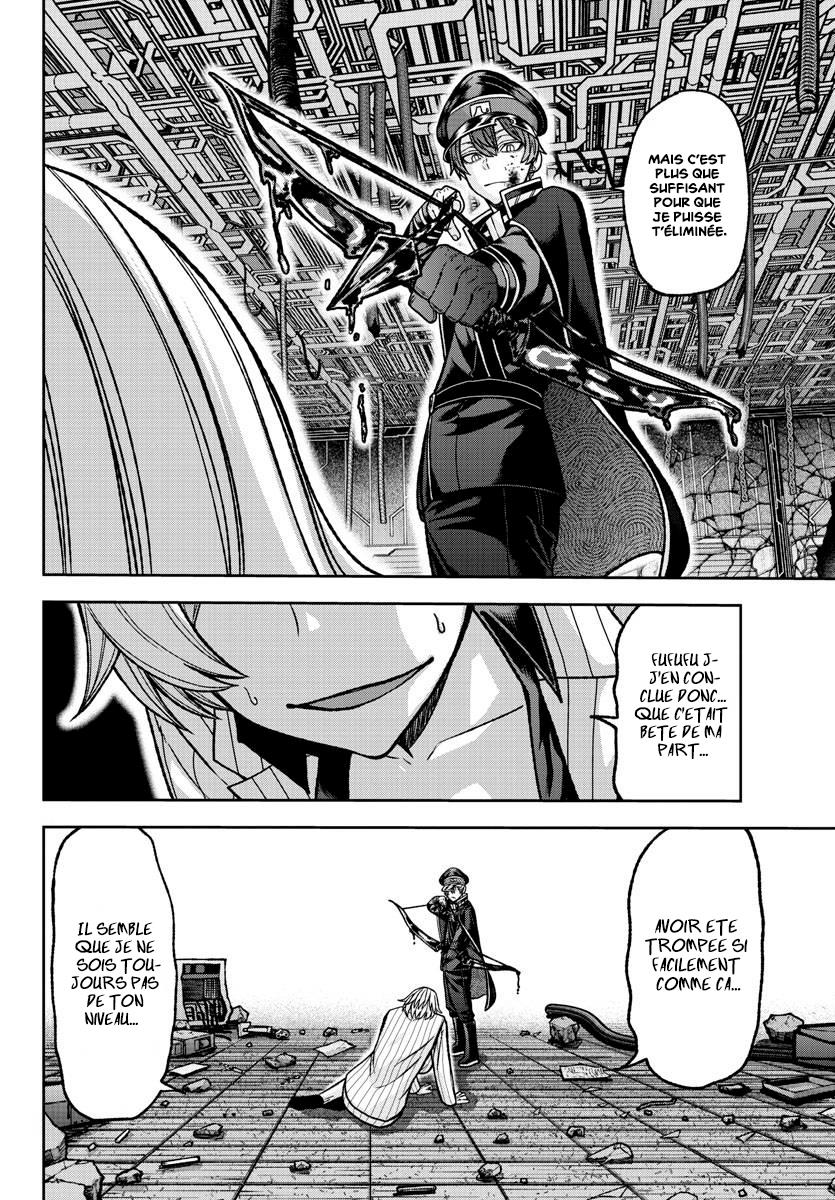 MAIS C'EST
PLUS QUE
SUFFISANT
POUR QUE
JE PUISSE
T'ÉLIMINÉE.
FUFUFU J-
J'EN CON-
CLUE DONC...
QUE C'ETAIT
BETE DE MA
PART...
AVOIR ETE
TROMPEE SI
FACILEMENT
COMME CA...
IL SEMBLE
QUE JE NE
SOIS TOU-
JOURS PAS
DE TON
NIVEAU...